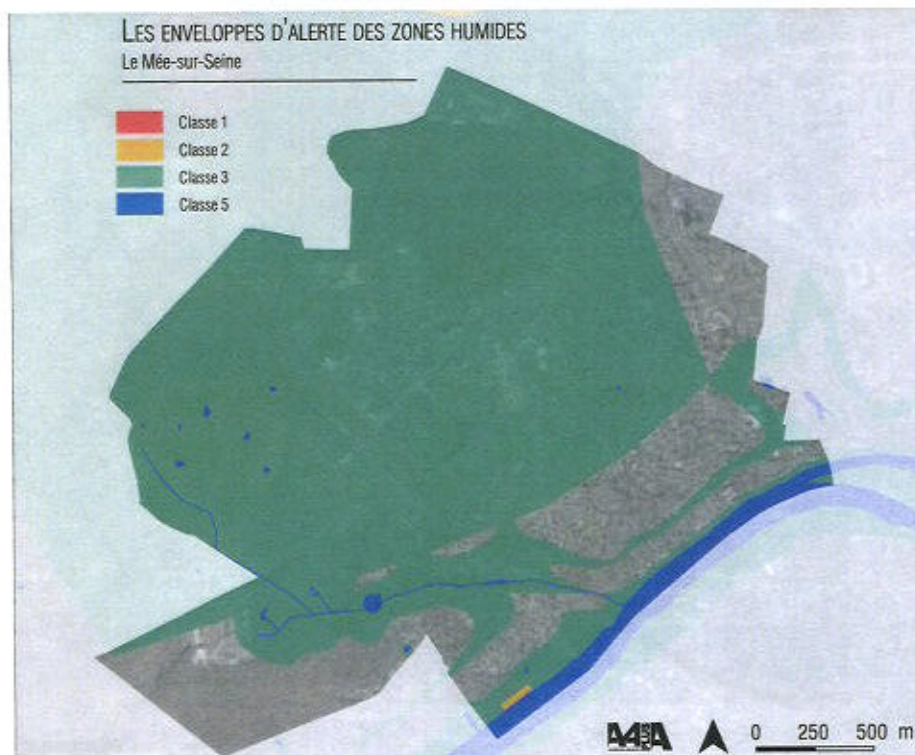 LES ENVELOPPES D'ALERTE DES ZONES HUMIDES
Le Mée-sur-Seine
Classe 1
Classe 2
Classe 3
Classe 5
0 250 500 m